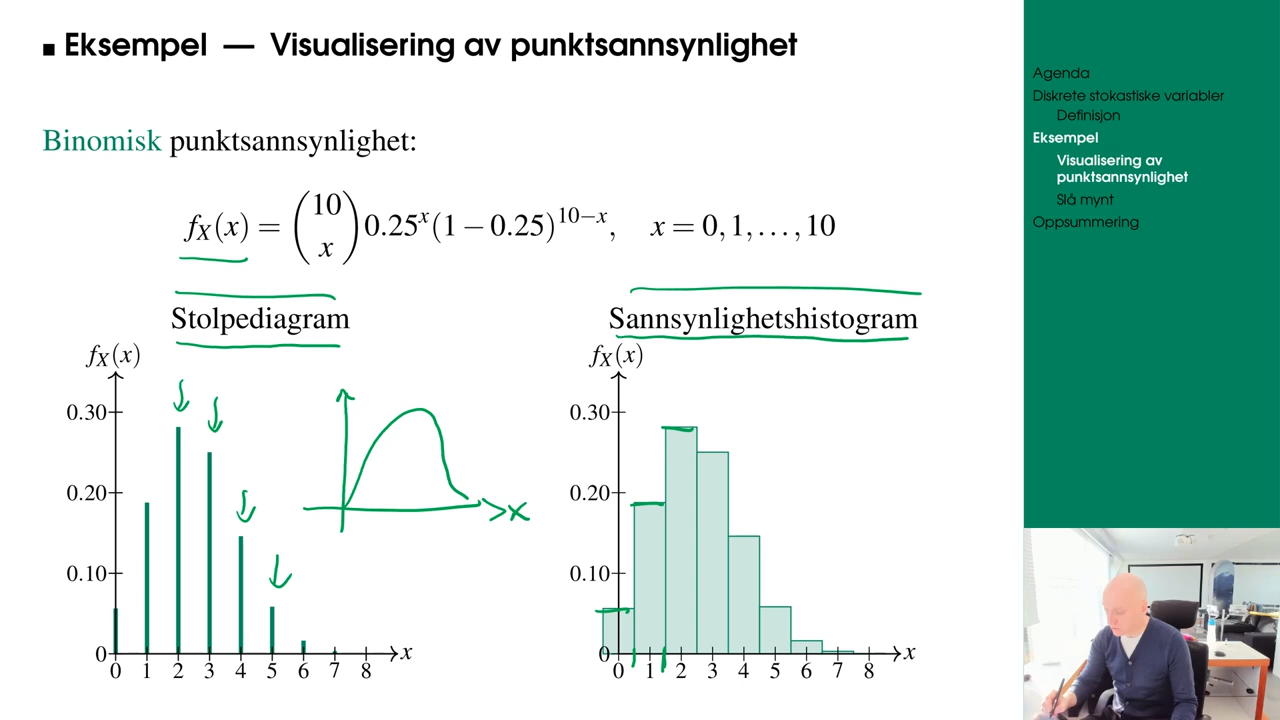 ▪ Eksempel — Visualisering av punktsannsynlighet
Binomisk punktsannsynlighet:
f_X(x) = (10 x) 0.25^x (1 − 0.25)^{10−x}, x = 0, 1, . . . , 10
Stolpediagram
f_X(x)
0.30
0.20
0.10
0
0 1 2 3 4 5 6 7 8 x
x
Sannsynlighetshistogram
f_X(x)
0.30
0.20
0.10
0
0 1 2 3 4 5 6 7 8 x
Agenda
Diskrete stokastiske variabler
Definisjon
Eksempel
Visualisering av
punktsannsynlighet
Slå mynt
Oppsummering